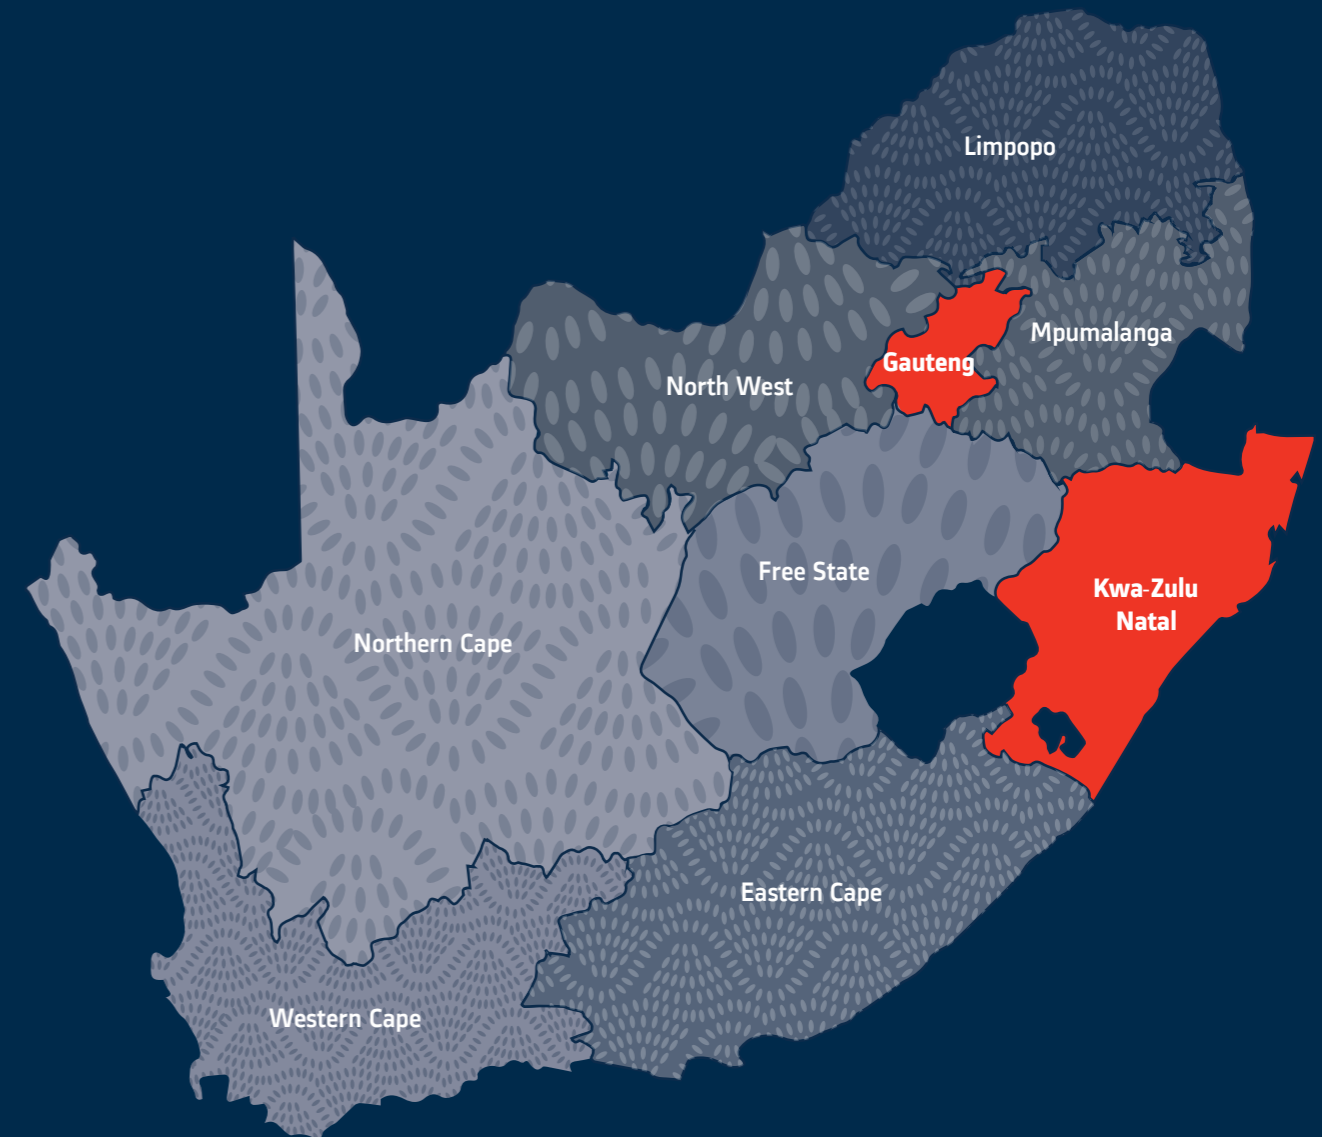 Limpopo
Mpumalanga
Gauteng
North West
Free State
Kwa-Zulu
Natal
Northern Cape
Eastern Cape
Western Cape